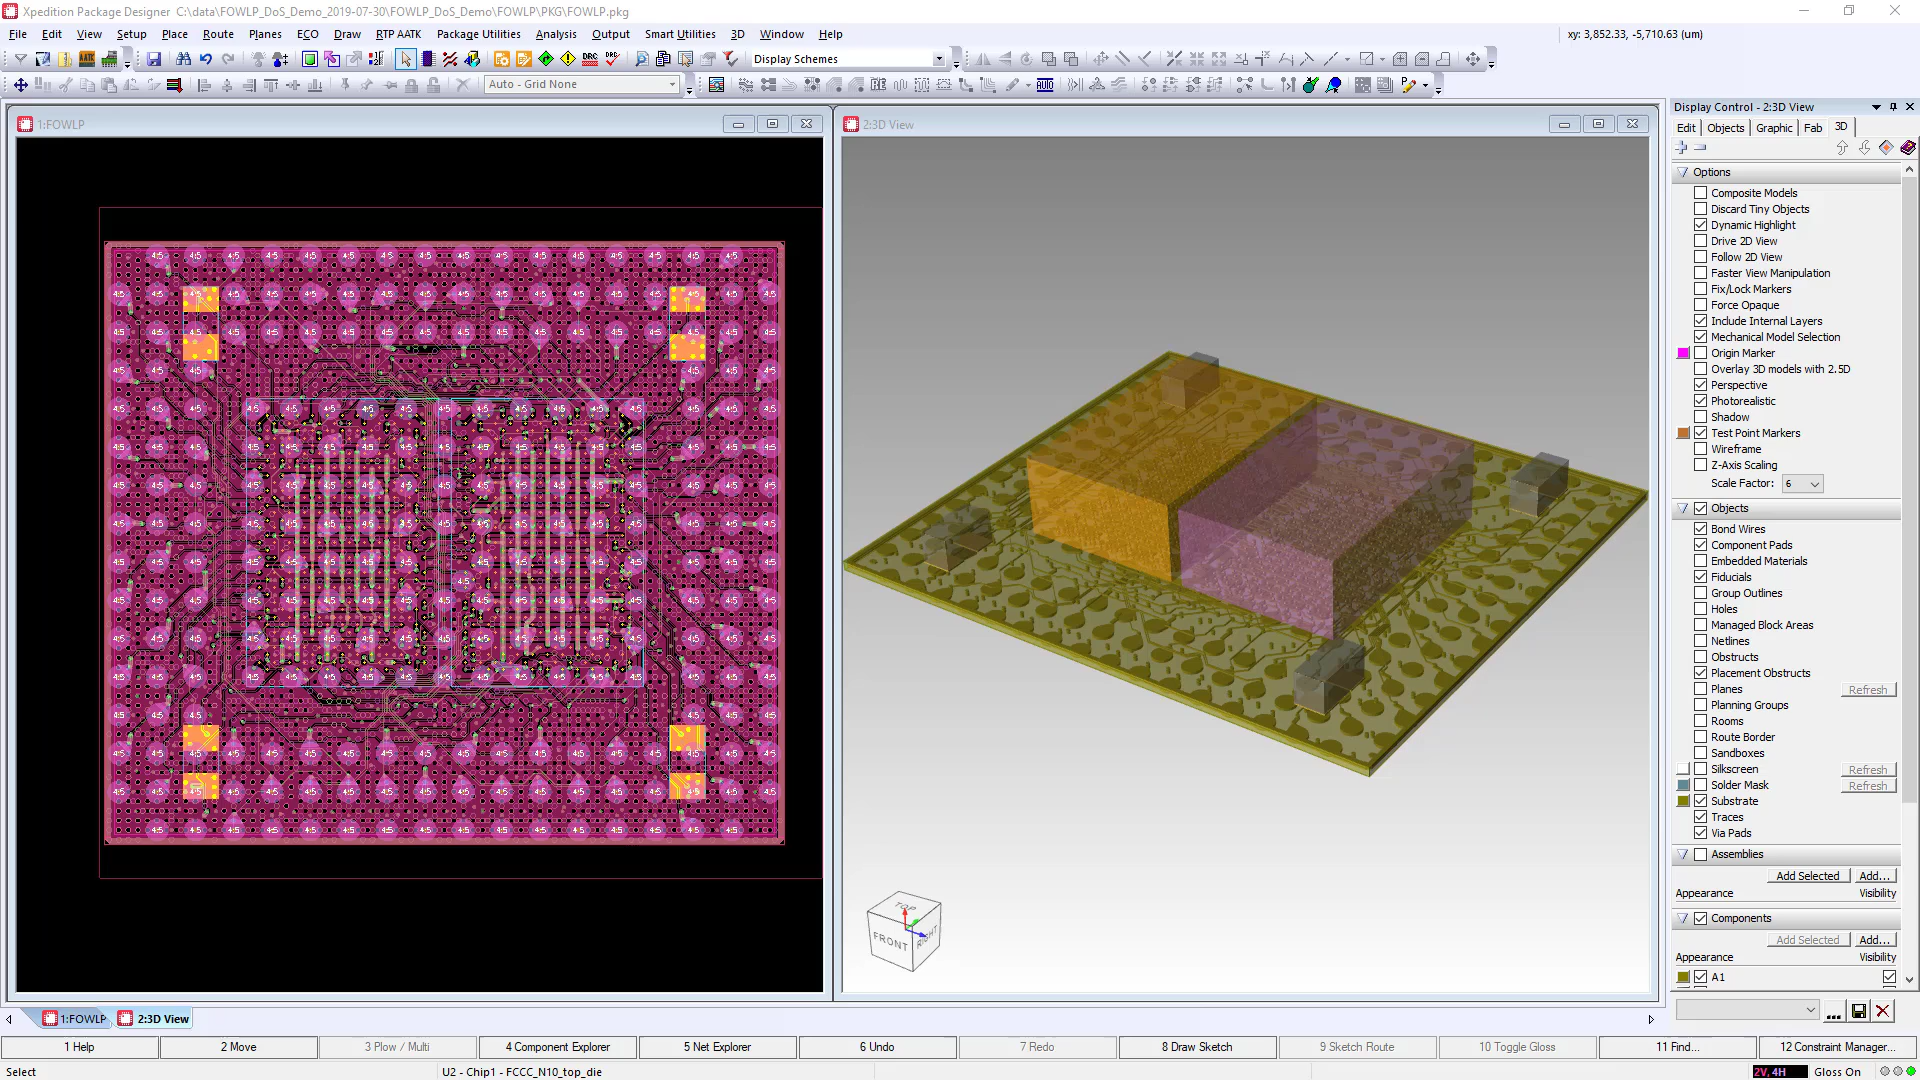 Xpedition Package Designer  C:\data\FOWLP_DoS_Demo_2019-07-30\FOWLP_DoS_Demo\FOWLP\PKG\FOWLP.pkg
File Edit View Setup Place Route Planes ECO Draw RTP AATK Package Utilities Analysis Output Smart Utilities 3D Window Help
xy: 3,852.33, -5,710.63 (um)
Display Schemes
Auto - Grid None
AUTO
1:FOWLP
2:3D View
TOP
FRONT
RIGHT
Display Control - 2:3D View
Edit Objects Graphic Fab 3D
Options
Composite Models
Discard Tiny Objects
Dynamic Highlight
Drive 2D View
Follow 2D View
Faster View Manipulation
Fix/Lock Markers
Force Opaque
Include Internal Layers
Mechanical Model Selection
Origin Marker
Overlay 3D models with 2.5D
Perspective
Photorealistic
Shadow
Test Point Markers
Wireframe
Z-Axis Scaling
Scale Factor: 6
Objects
Bond Wires
Component Pads
Embedded Materials
Fiducials
Group Outlines
Holes
Managed Block Areas
Netlines
Obstructs
Placement Obstructs
Planes Refresh
Planning Groups
Rooms
Route Border
Sandboxes
Silkscreen Refresh
Solder Mask Refresh
Substrate
Traces
Via Pads
Assemblies
Add Selected Add...
Appearance Visibility
Components
Add Selected Add...
Appearance Visibility
A1
1:FOWLP 2:3D View
1 Help 2 Move 3 Plow / Multi 4 Component Explorer 5 Net Explorer 6 Undo 7 Redo 8 Draw Sketch 9 Sketch Route 10 Toggle Gloss 11 Find... 12 Constraint Manager...
Select U2 - Chip1 - FCCC_N10_top_die 2V, 4H Gloss On